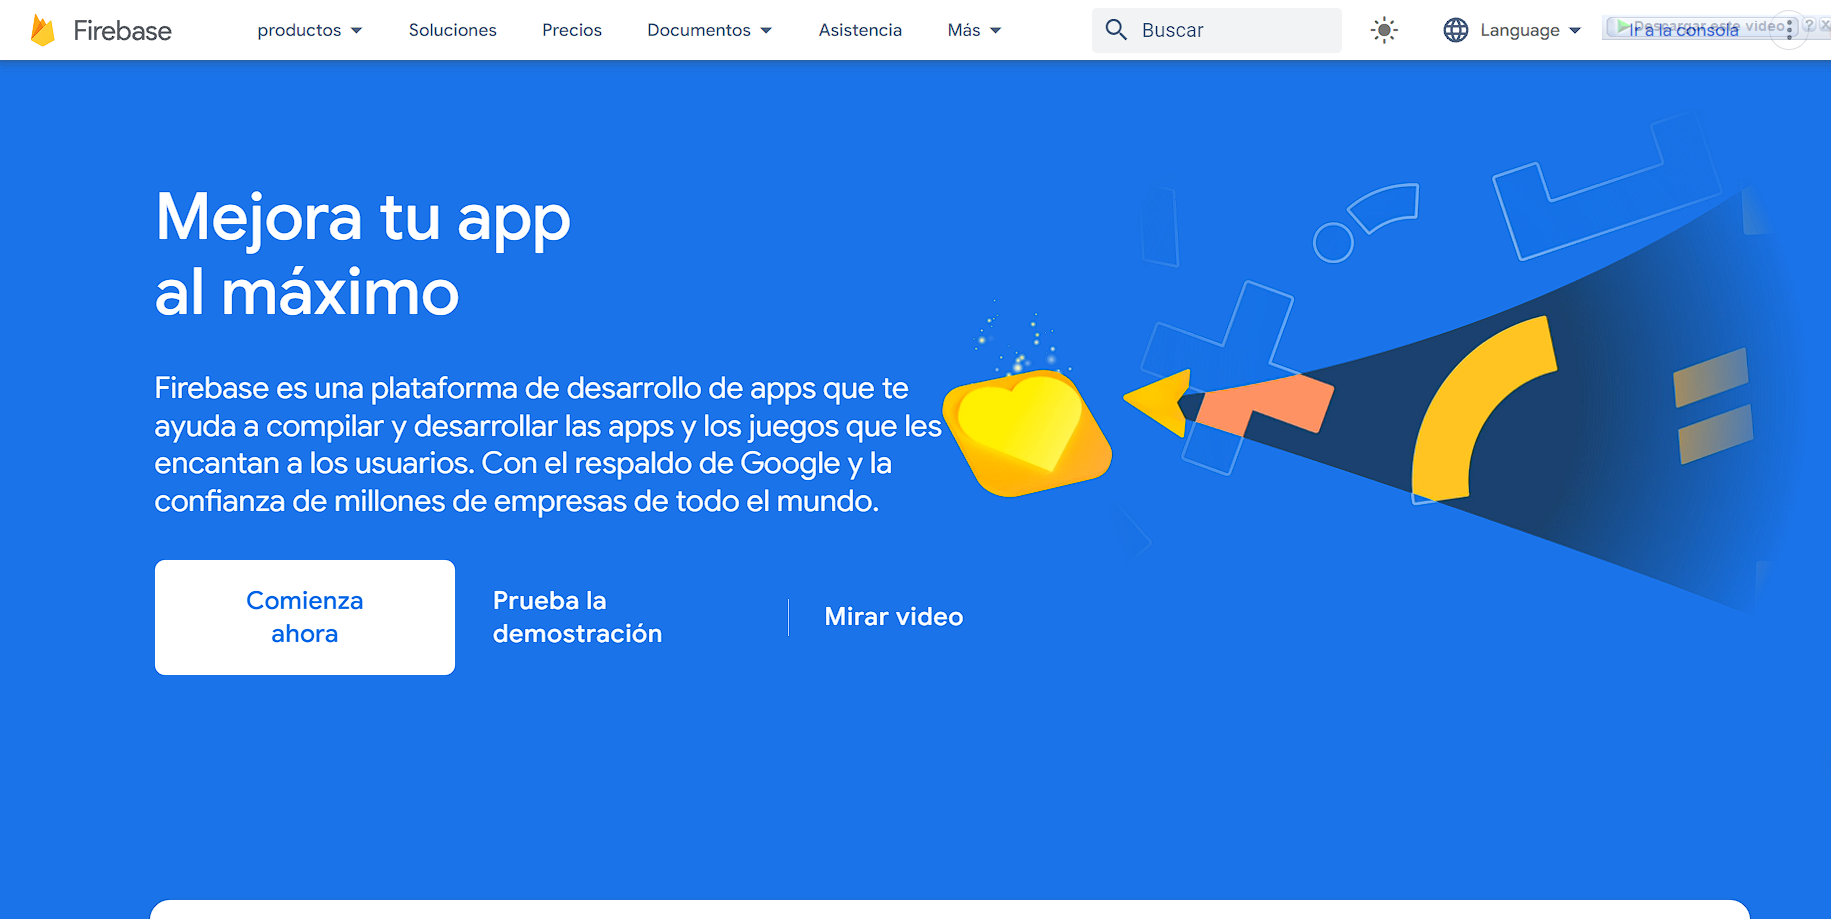 Firebase
productos
Soluciones
Precios
Documentos
Asistencia
Más
Buscar
Language
Descargar este video
?
X
Ir a la consola
Mejora tu app
al máximo
Firebase es una plataforma de desarrollo de apps que te
ayuda a compilar y desarrollar las apps y los juegos que les
encantan a los usuarios. Con el respaldo de Google y la
confianza de millones de empresas de todo el mundo.
Comienza
ahora
Prueba la
demostración
Mirar video